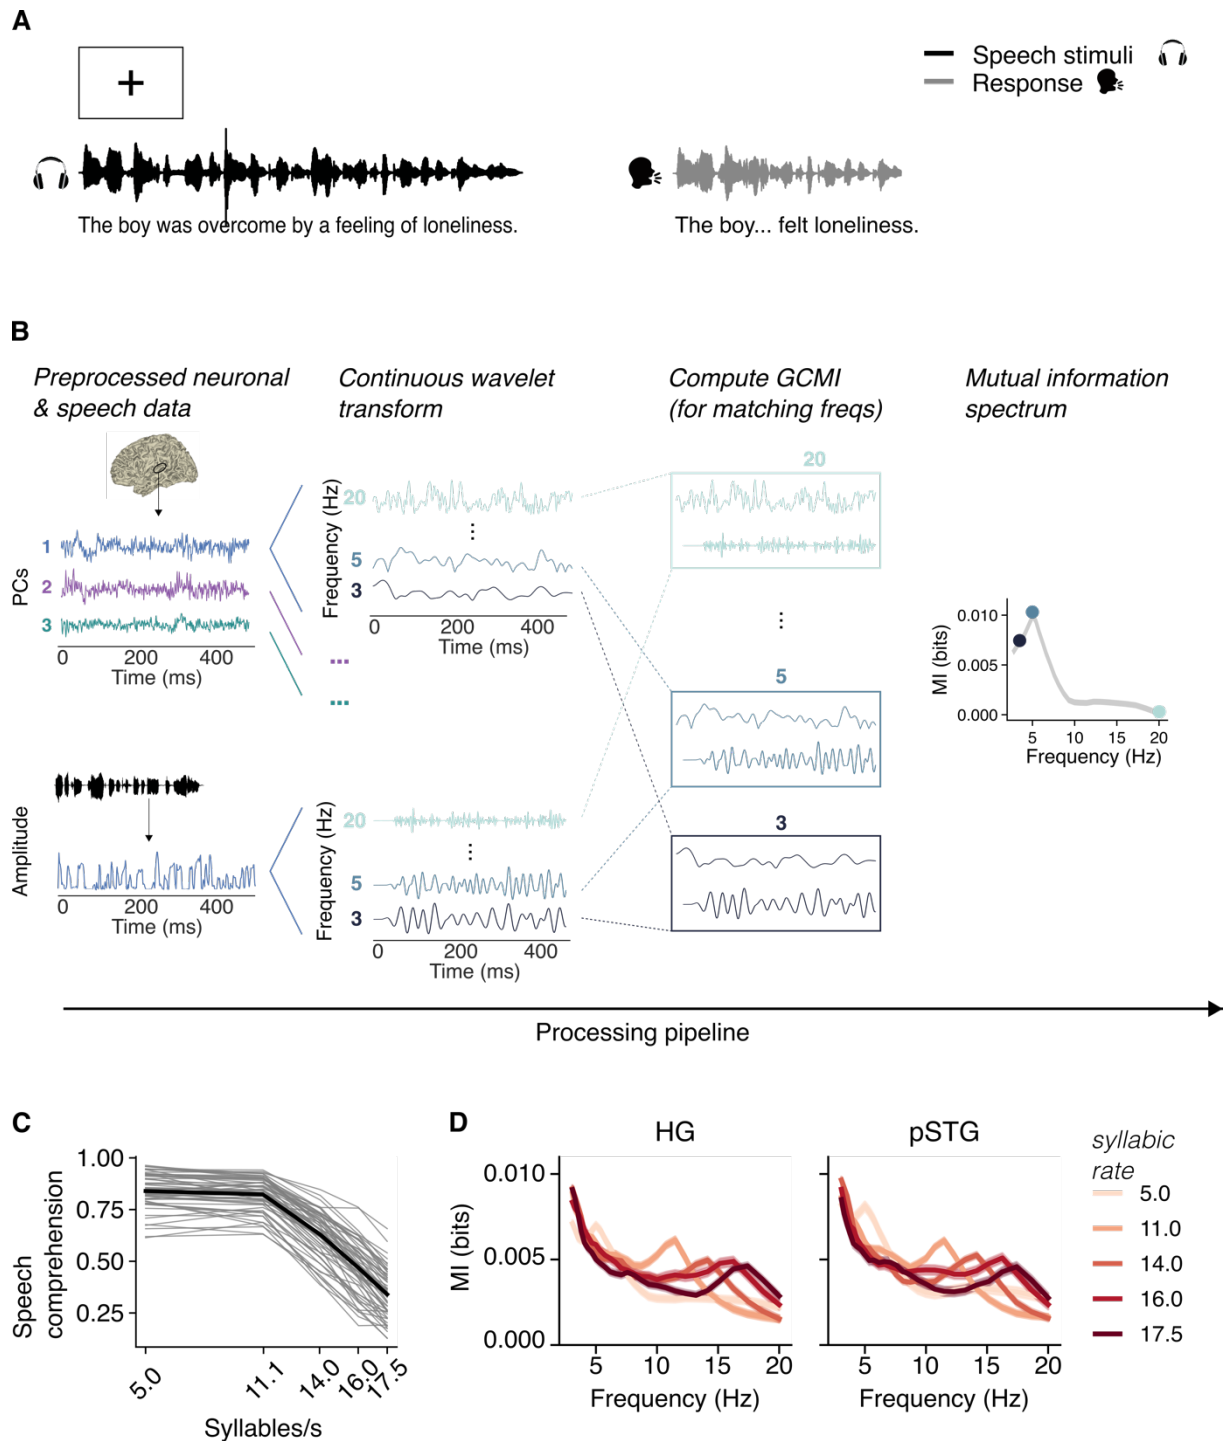 A
Speech stimuli
Response
The boy was overcome by a feeling of loneliness.
The boy... felt loneliness.
B
Preprocessed neuronal
& speech data
Continuous wavelet
transform
Compute GCMI
(for matching freqs)
Mutual information
spectrum
PCs
1
2
3
0 200 400
Time (ms)
Frequency (Hz)
20
5
3
0 200 400
Time (ms)
...
...
20
5
3
MI (bits)
0.010
0.005
0.000
5 10 15 20
Frequency (Hz)
Amplitude
0 200 400
Time (ms)
Frequency (Hz)
20
5
3
0 200 400
Time (ms)
Processing pipeline
C
Speech
comprehension
1.00
0.75
0.50
0.25
5.0 11.1 14.0 16.0 17.5
Syllables/s
D
HG
pSTG
MI (bits)
0.010
0.005
0.000
5 10 15 20
Frequency (Hz)
5 10 15 20
Frequency (Hz)
syllabic
rate
5.0
11.0
14.0
16.0
17.5